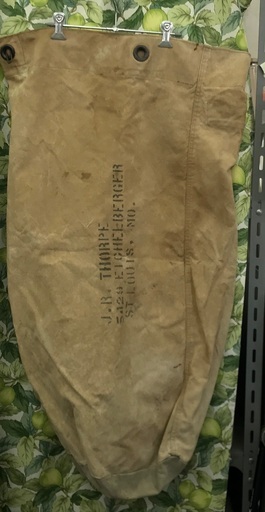 J.R. THORPE
5420 EICHELBERGER
ST LOUIS, MO.